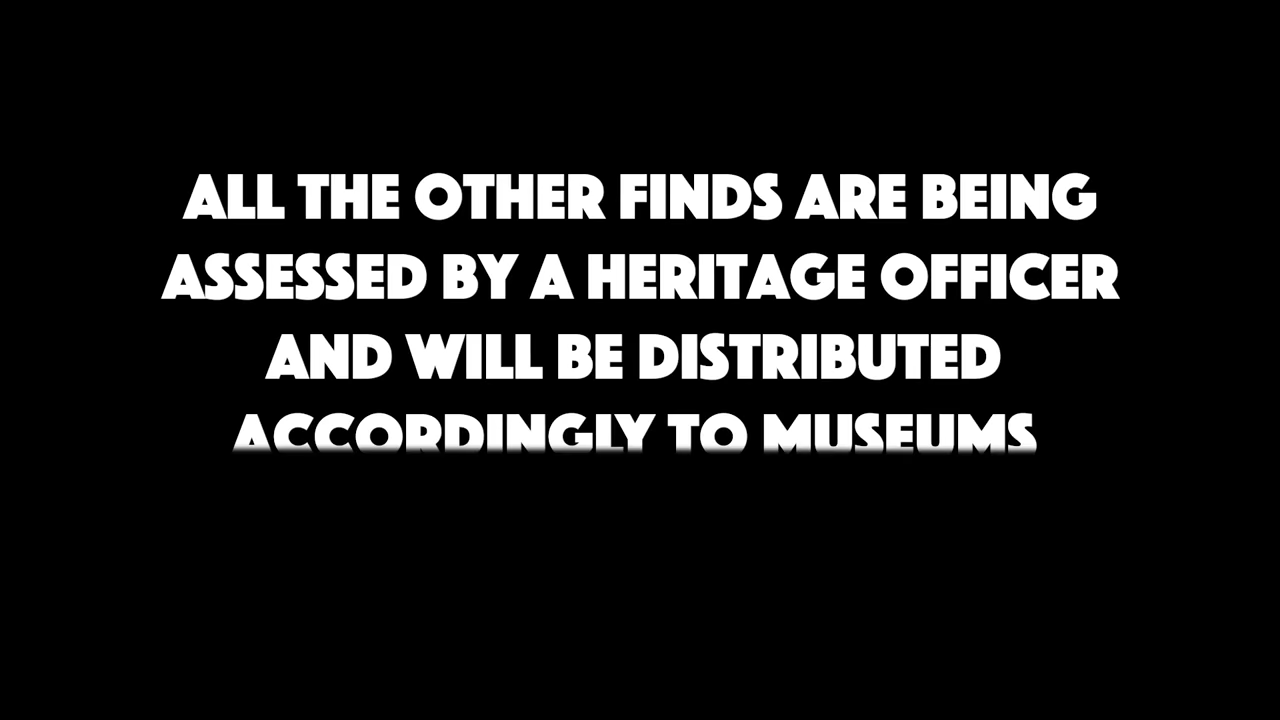 ALL THE OTHER FINDS ARE BEING
ASSESSED BY A HERITAGE OFFICER
AND WILL BE DISTRIBUTED
ACCORDINGLY TO MUSEUMS